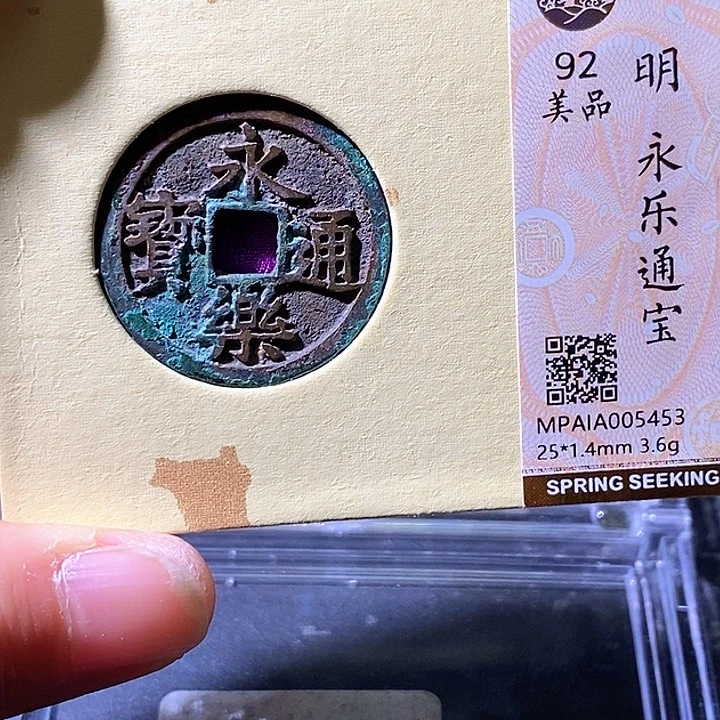 永樂通寶
92
美品
明 永乐通宝
MPAIA005453
25*1.4mm 3.6g
SPRING SEEKING